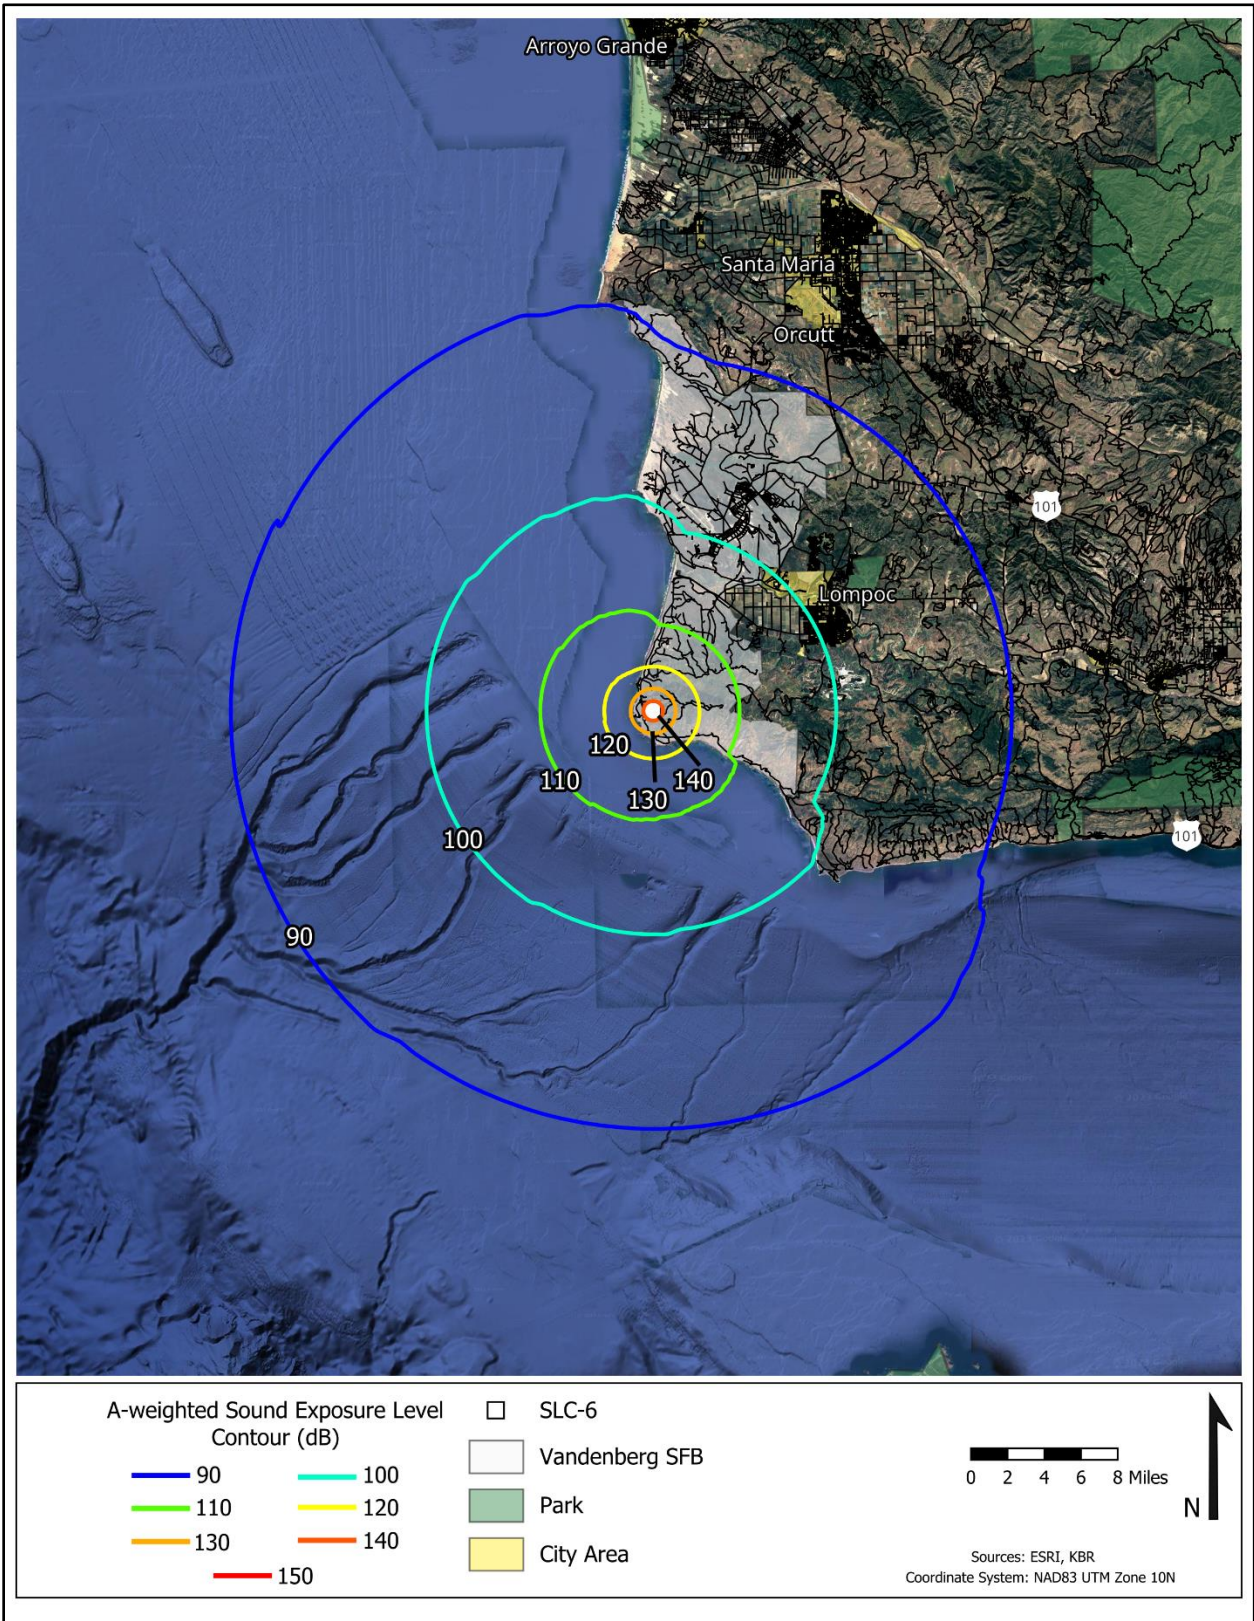 Arroyo Grande
Santa Maria
Orcutt
101
Lompoc
120
110
130
140
100
101
90
A-weighted Sound Exposure Level
Contour (dB)
90
100
110
120
130
140
150
SLC-6
Vandenberg SFB
Park
City Area
0 2 4 6 8 Miles
N
Sources: ESRI, KBR
Coordinate System: NAD83 UTM Zone 10N